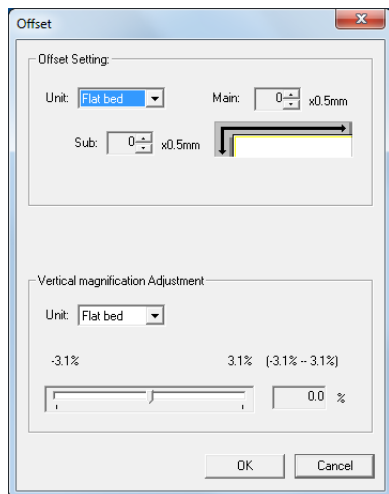 Offset
Offset Setting:
Unit: Flat bed Main: 0 x0.5mm
Sub: 0 x0.5mm
Vertical magnification Adjustment
Unit: Flat bed
-3.1% 3.1% (-3.1% -- 3.1%)
0.0 %
OK Cancel